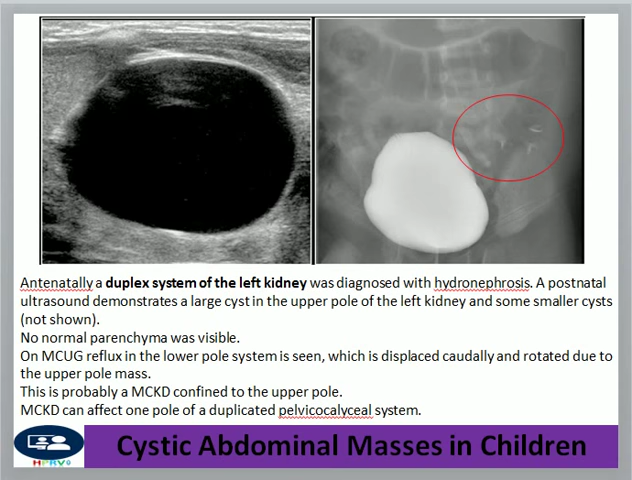 Antenatally a duplex system of the left kidney was diagnosed with hydronephrosis. A postnatal
ultrasound demonstrates a large cyst in the upper pole of the left kidney and some smaller cysts
(not shown).
No normal parenchyma was visible.
On MCUG reflux in the lower pole system is seen, which is displaced caudally and rotated due to
the upper pole mass.
This is probably a MCKD confined to the upper pole.
MCKD can affect one pole of a duplicated pelvicocalyceal system.
Cystic Abdominal Masses in Children